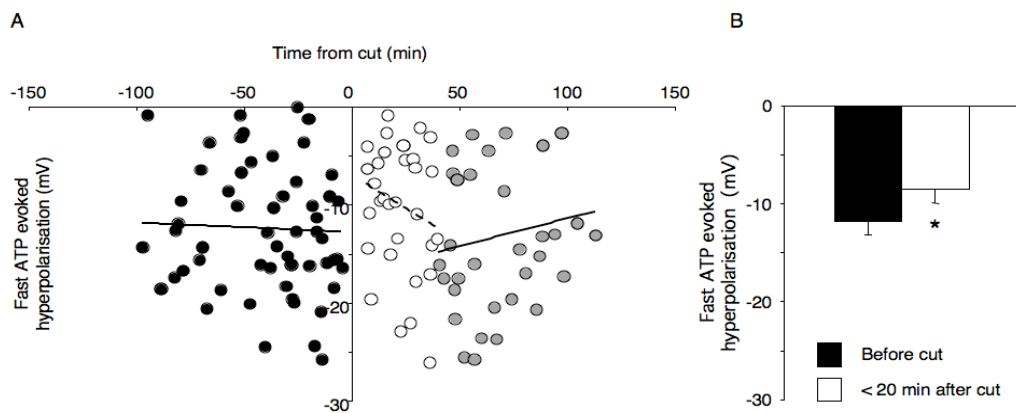 A
Time from cut (min)
-150
-100
-50
0
50
100
150
-10
-20
-30
Fast ATP evoked
hyperpolarisation (mV)
B
0
-10
-20
-30
Fast ATP evoked
hyperpolarisation (mV)
*
Before cut
< 20 min after cut